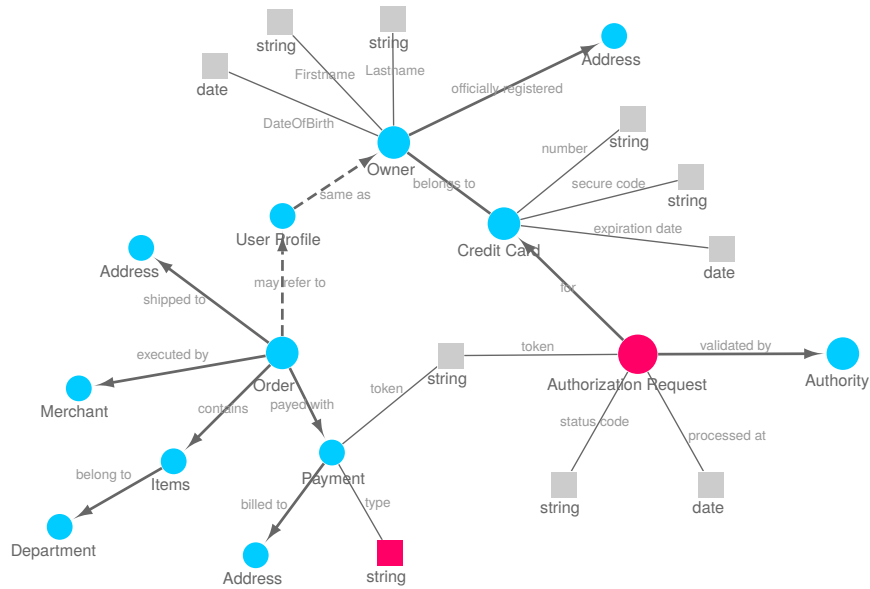 string
string
Address
date
Firstname
Lastname
officially registered
DateOfBirth
number
string
Owner
same as
belongs to
secure code
string
User Profile
Credit Card
expiration date
date
Address
shipped to
may refer to
for
executed by
Order
token
string
token
validated by
Authorization Request
Authority
Merchant
contains
payed with
status code
processed at
belong to
Items
Payment
string
date
billed to
type
Department
Address
string